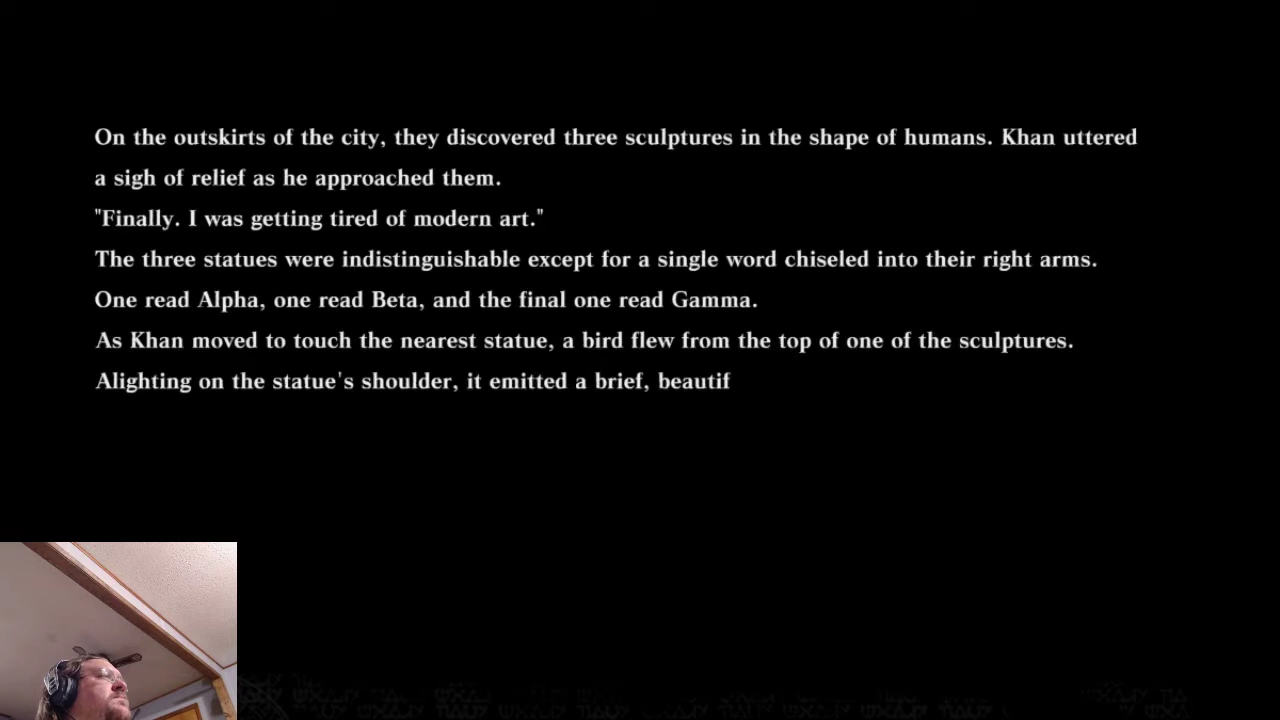 On the outskirts of the city, they discovered three sculptures in the shape of humans. Khan uttered
a sigh of relief as he approached them.
"Finally. I was getting tired of modern art."
The three statues were indistinguishable except for a single word chiseled into their right arms.
One read Alpha, one read Beta, and the final one read Gamma.
As Khan moved to touch the nearest statue, a bird flew from the top of one of the sculptures.
Alighting on the statue's shoulder, it emitted a brief, beautif